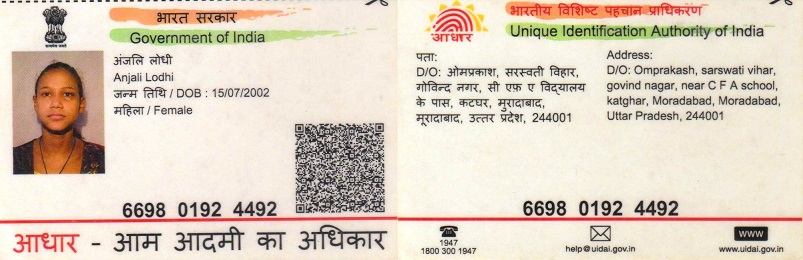 भारत सरकार
Government of India
अंजलि लोधी
Anjali Lodhi
जन्म तिथि / DOB : 15/07/2002
महिला / Female
6698 0192 4492
आधार - आम आदमी का अधिकार
आधार
भारतीय विशिष्ट पहचान प्राधिकरण
Unique Identification Authority of India
पता:
D/O: ओमप्रकाश, सरस्वती विहार,
गोविन्द नगर, सी एफ ए विद्यालय
के पास, कटघर, मुरादाबाद,
मूरादाबाद, उत्तर प्रदेश, 244001
Address:
D/O: Omprakash, sarswati vihar,
govind nagar, near C F A school,
katghar, Moradabad, Moradabad,
Uttar Pradesh, 244001
6698 0192 4492
1947
1800 300 1947
help@uidai.gov.in
www
www.uidai.gov.in